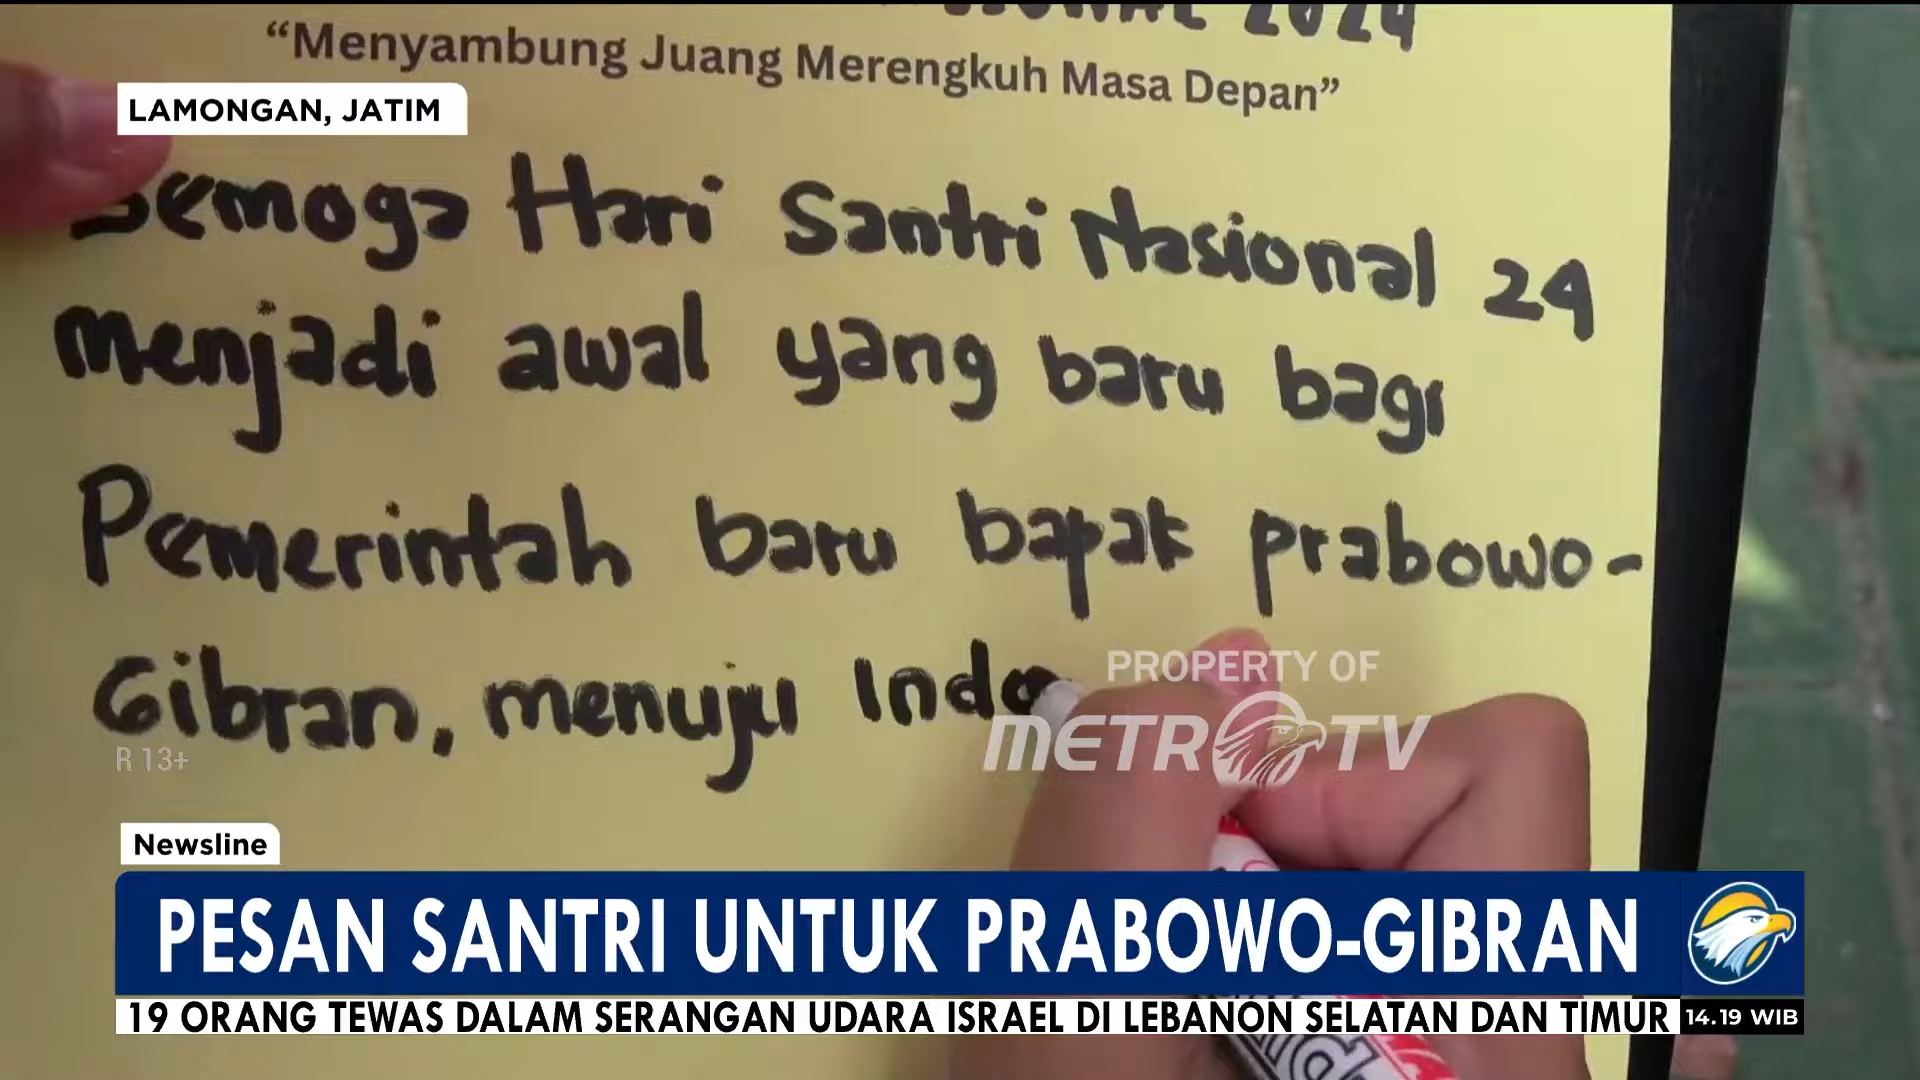 2024
“Menyambung Juang Merengkuh Masa Depan”
LAMONGAN, JATIM
Semoga Hari Santri Nasional 24
menjadi awal yang baru bagi
Pemerintah baru bapak prabowo-
Gibran, menuju Indo
PROPERTY OF
METRO TV
R 13+
Newsline
PESAN SANTRI UNTUK PRABOWO-GIBRAN
19 ORANG TEWAS DALAM SERANGAN UDARA ISRAEL DI LEBANON SELATAN DAN TIMUR
14.19 WIB